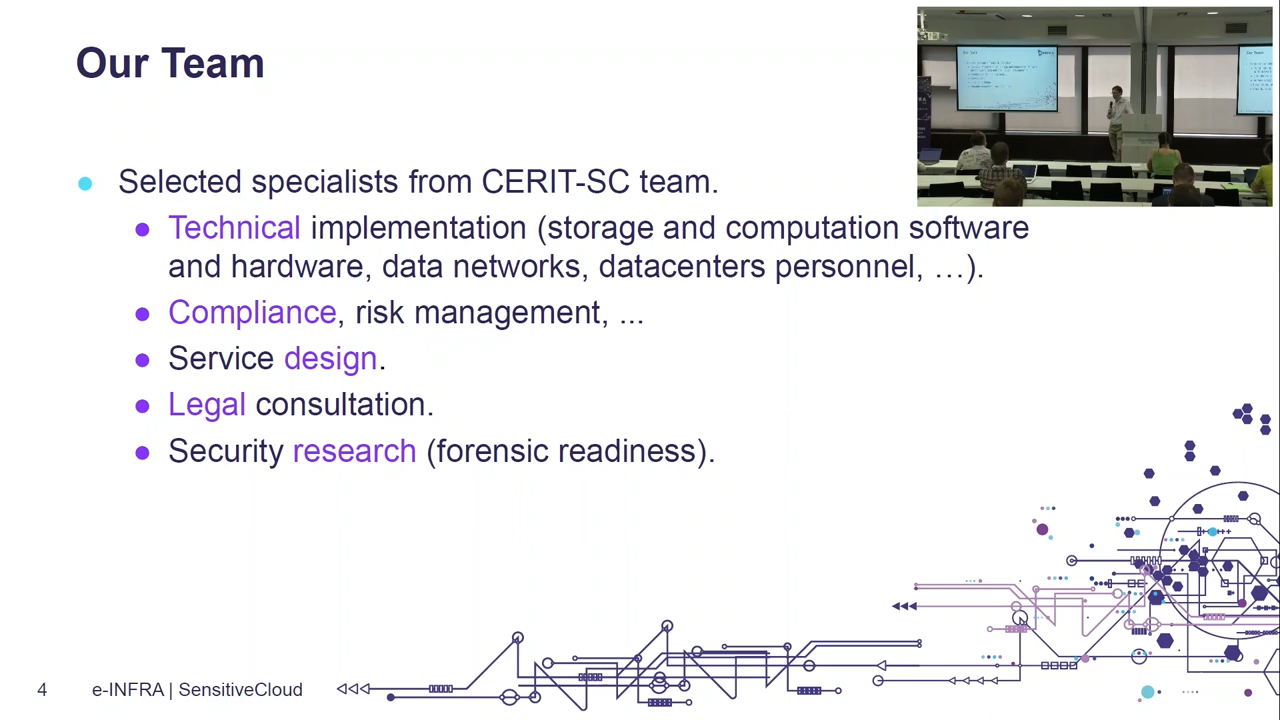 Our Team
Selected specialists from CERIT-SC team.
Technical implementation (storage and computation software
and hardware, data networks, datacenters personnel, …).
Compliance, risk management, ...
Service design.
Legal consultation.
Security research (forensic readiness).
4 e-INFRA | SensitiveCloud